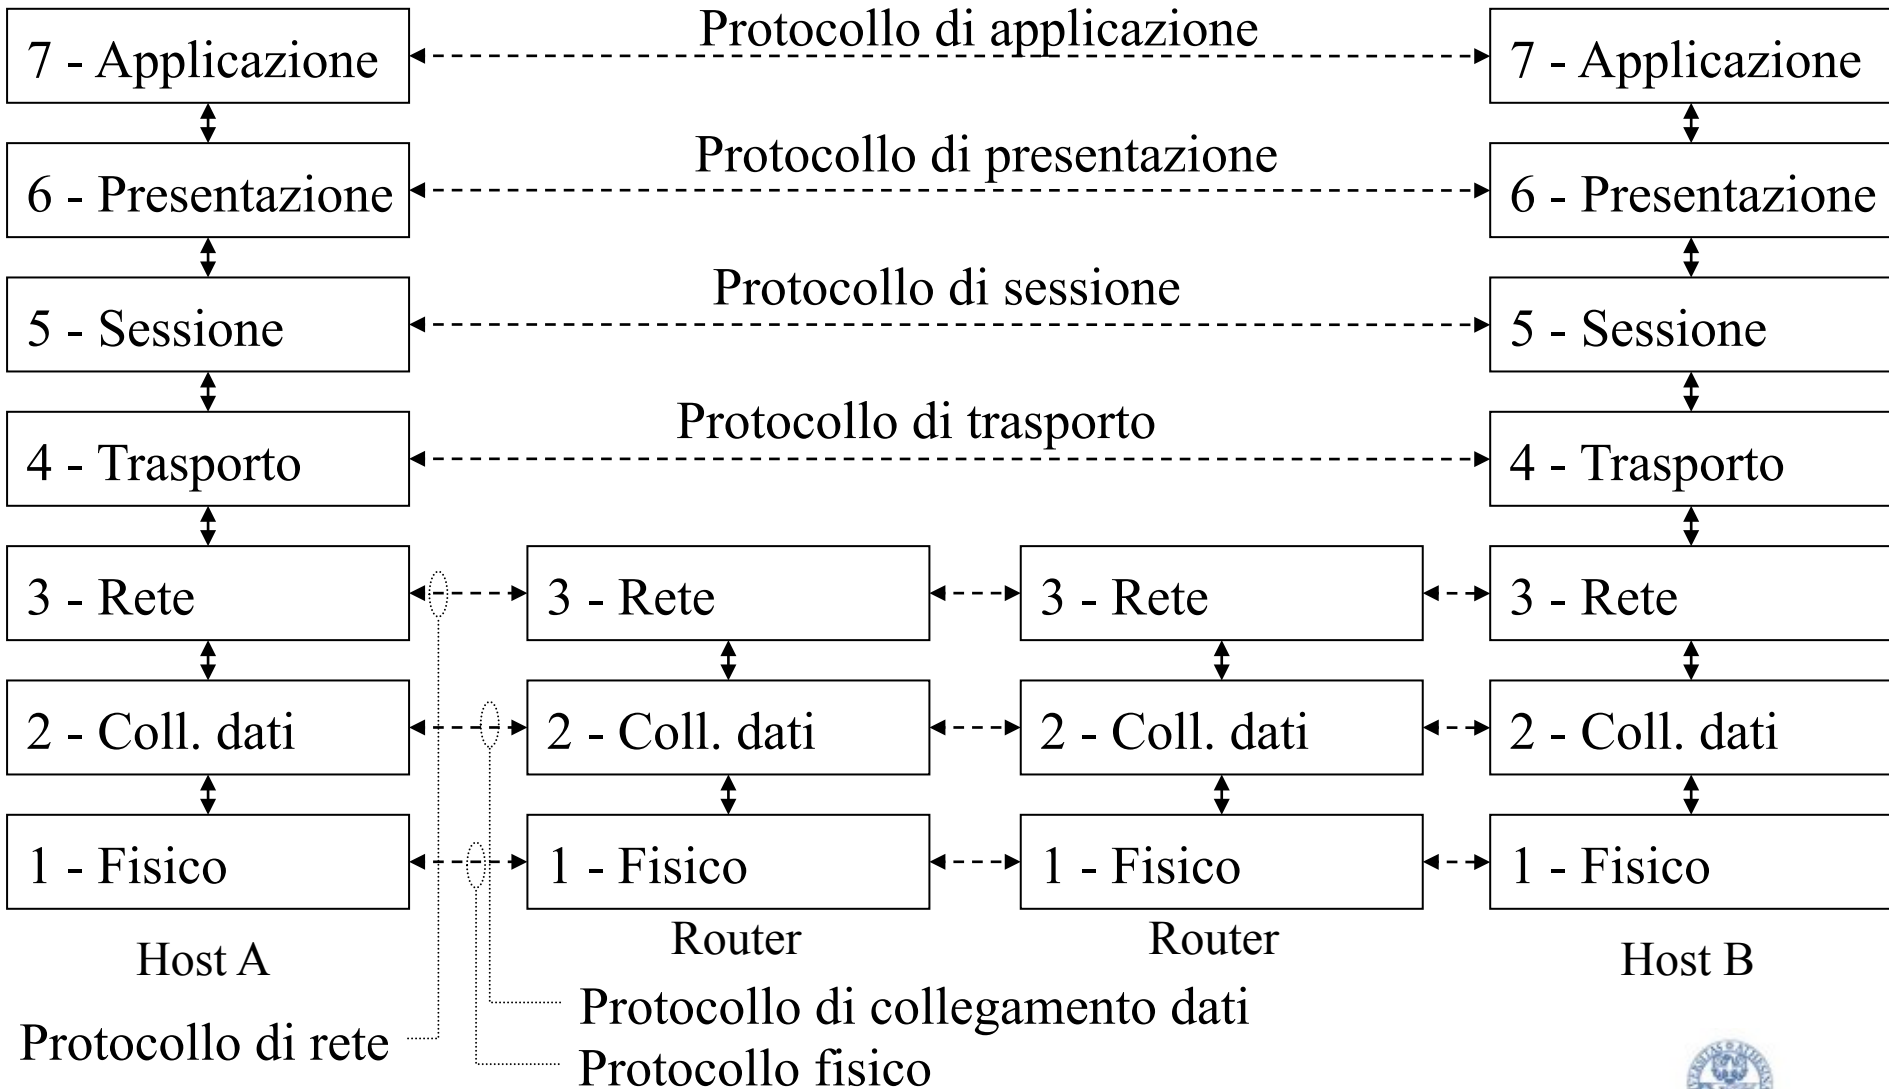 Protocollo di applicazione
7 - Applicazione
7 - Applicazione
Protocollo di presentazione
6 - Presentazione
6 - Presentazione
Protocollo di sessione
5 - Sessione
5 - Sessione
Protocollo di trasporto
4 - Trasporto
4 - Trasporto
3 - Rete
3 - Rete
3 - Rete
3 - Rete
2 - Coll. dati
2 - Coll. dati
2 - Coll. dati
2 - Coll. dati
1 - Fisico
1 - Fisico
1 - Fisico
1 - Fisico
Host A
Router
Router
Host B
Protocollo di collegamento dati
Protocollo di rete
Protocollo fisico